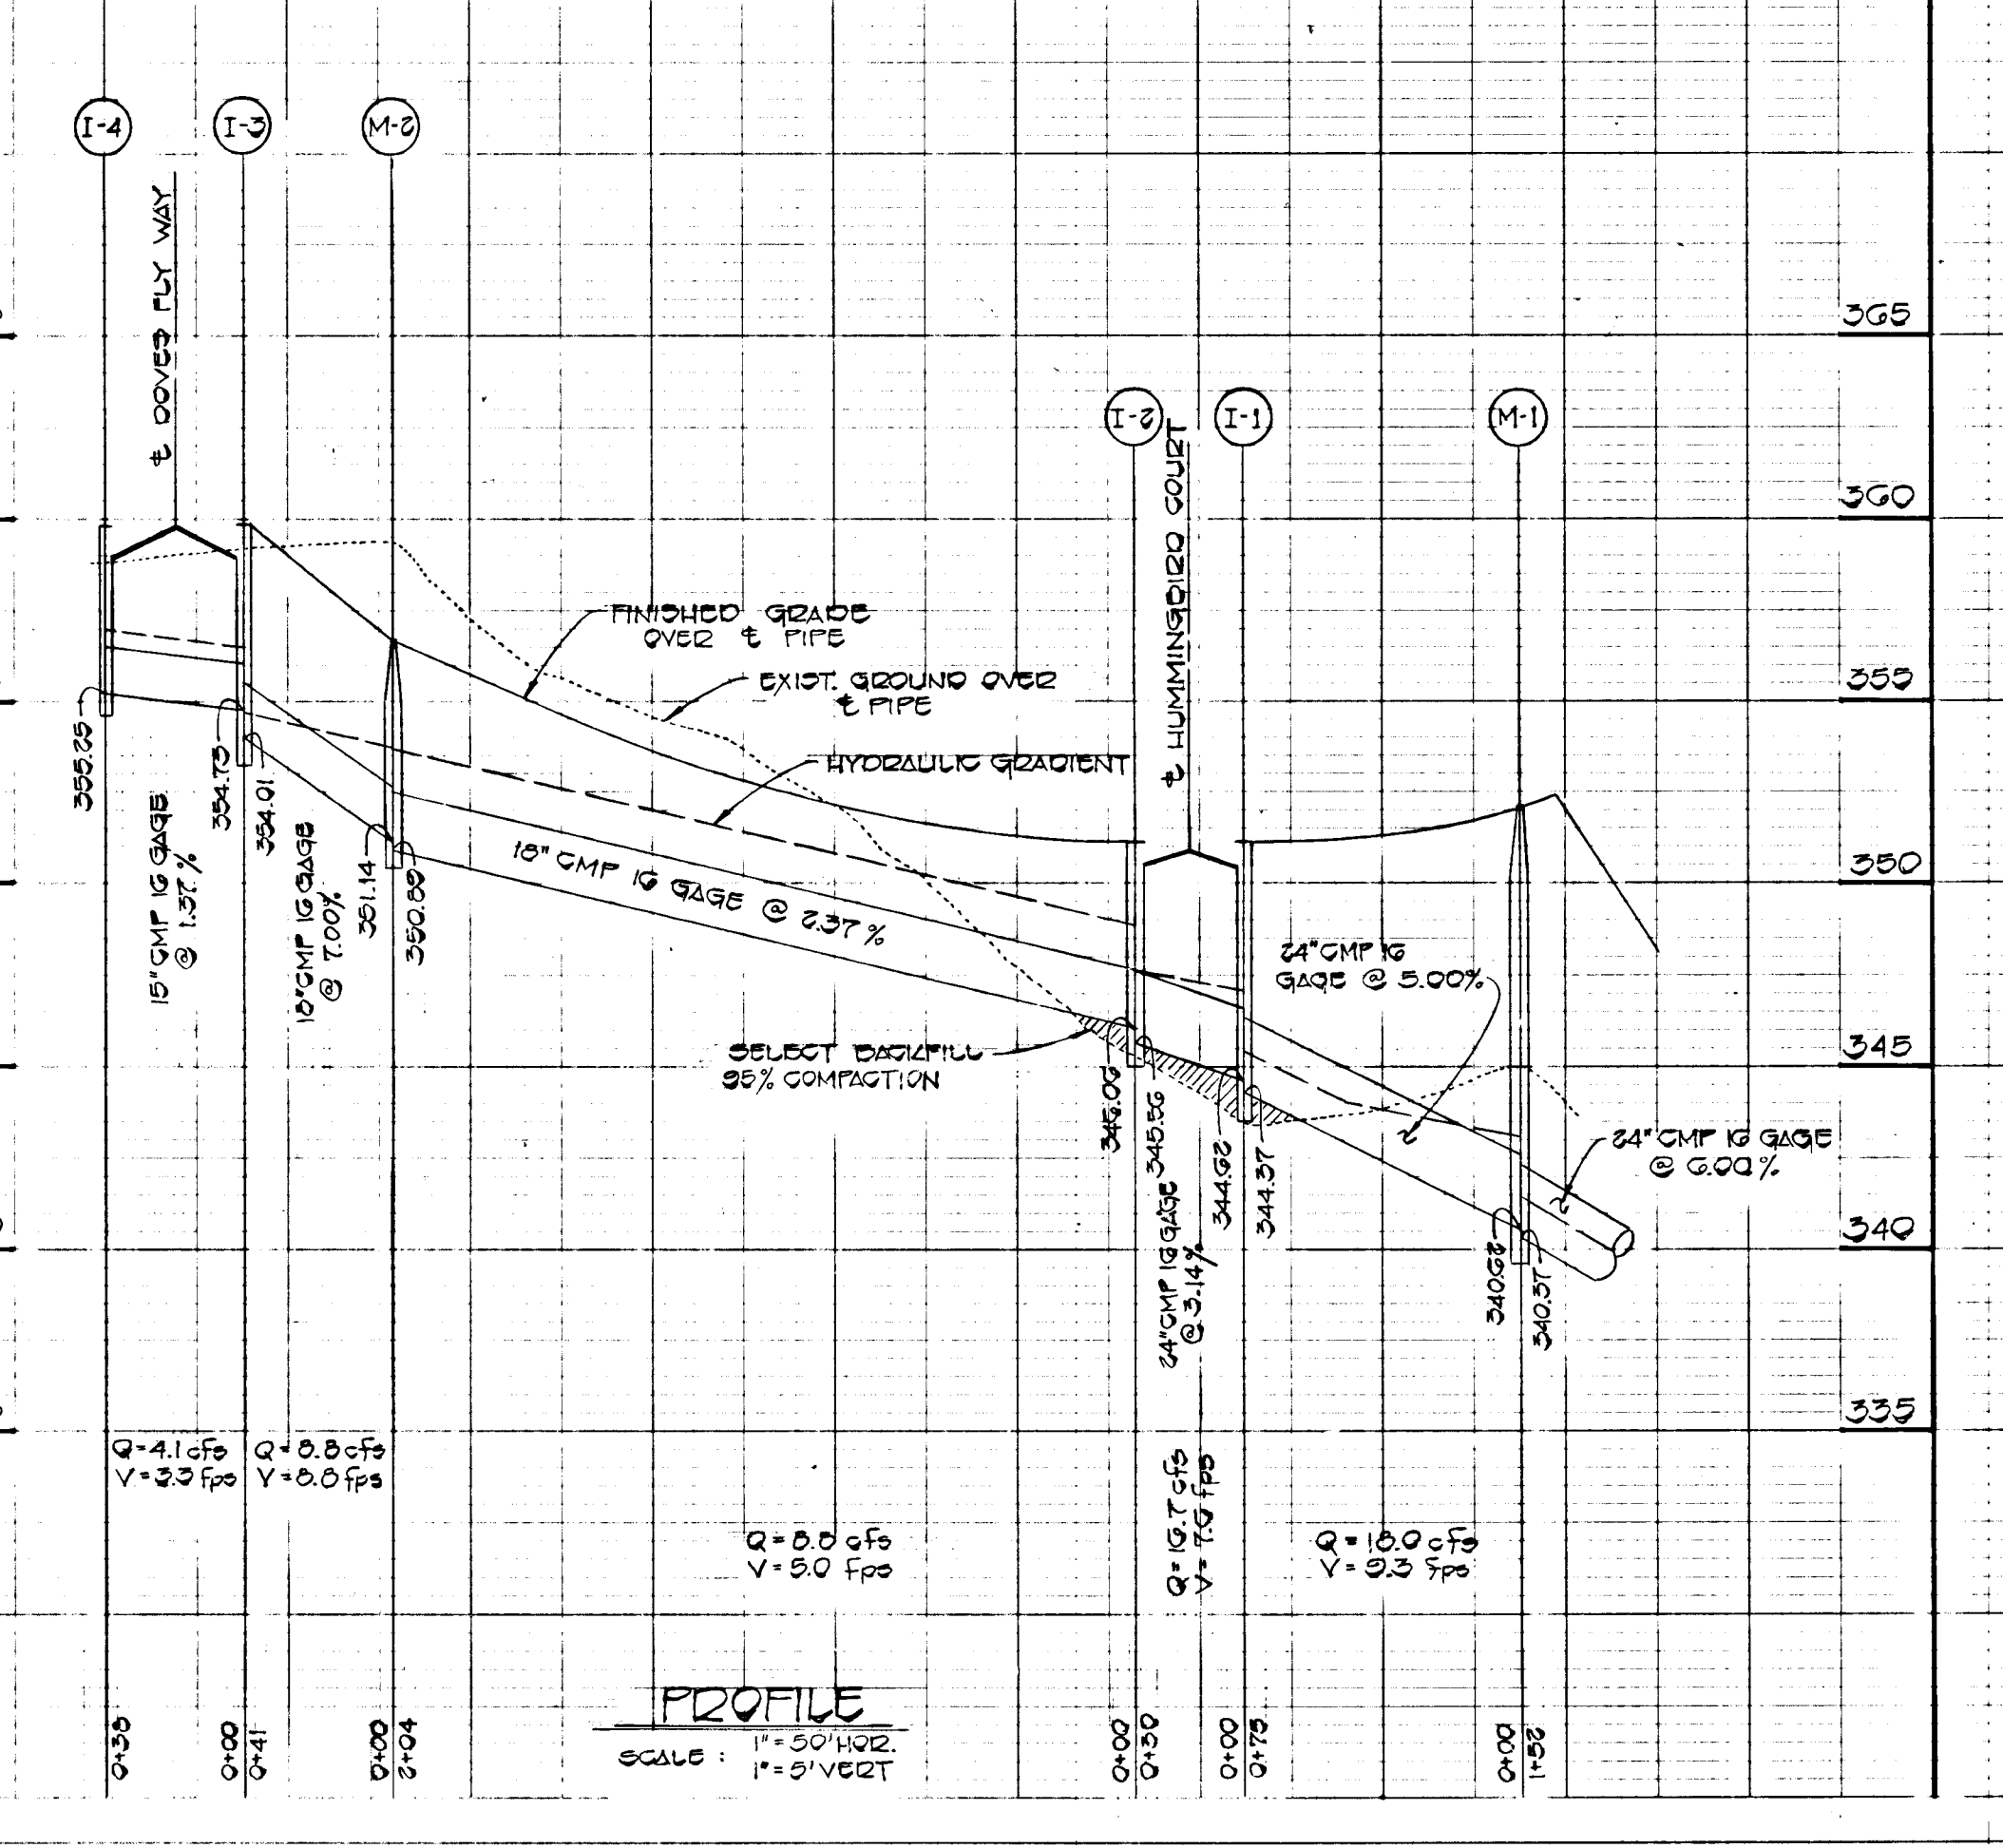 I-4
I-3
M-2
℄ DOVES FLY WAY
365
I-2
I-1
M-1
℄ HUMMINGBIRD COURT
360
FINISHED GRADE
OVER ℄ PIPE
EXIST. GROUND OVER
℄ PIPE
355
HYDRAULIC GRADIENT
355.25
354.73
354.01
15" CMP 16 GAGE
@ 1.37%
18" CMP 16 GAGE
@ 7.00%
351.14
350.89
18" CMP 16 GAGE @ 2.37%
350
24" CMP 16
GAGE @ 5.00%
SELECT BACKFILL
95% COMPACTION
345
346.06
345.56
344.62
344.37
24" CMP 16 GAGE
@ 3.14%
24" CMP 16 GAGE
@ 6.00%
340
340.62
340.37
335
Q=4.1 cfs
V=3.3 fps
Q=8.8 cfs
V=8.8 fps
Q=8.8 cfs
V=5.0 fps
Q=16.7 cfs
V=7.6 fps
Q=18.0 cfs
V=9.3 fps
PROFILE
SCALE : 1"=50' HOR.
1"=5' VERT
0+38
0+00
0+41
0+00
2+04
0+00
0+30
0+00
0+75
0+00
1+52